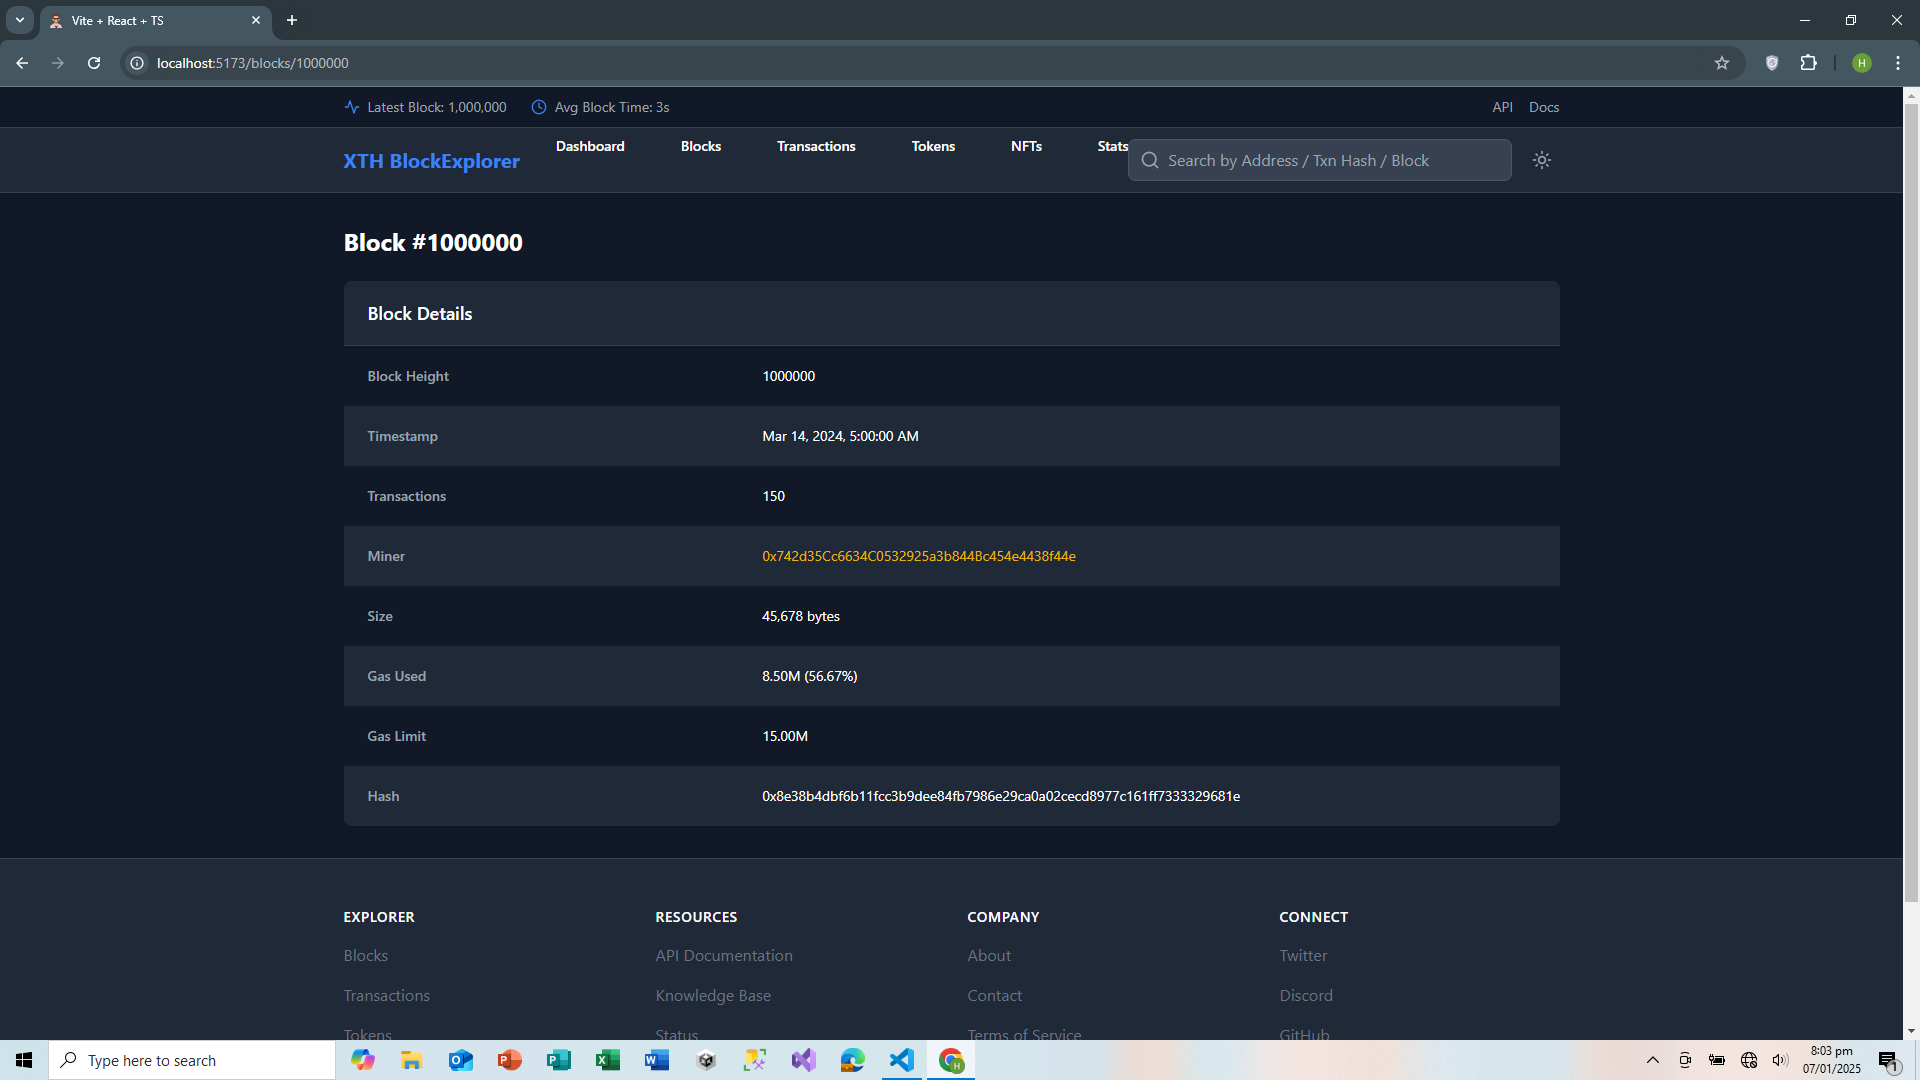 Vite + React + TS
localhost:5173/blocks/1000000
H
Latest Block: 1,000,000
Avg Block Time: 3s
API
Docs
XTH BlockExplorer
Dashboard
Blocks
Transactions
Tokens
NFTs
Stats
Search by Address / Txn Hash / Block
Block #1000000
Block Details
Block Height
1000000
Timestamp
Mar 14, 2024, 5:00:00 AM
Transactions
150
Miner
0x742d35Cc6634C0532925a3b844Bc454e4438f44e
Size
45,678 bytes
Gas Used
8.50M (56.67%)
Gas Limit
15.00M
Hash
0x8e38b4dbf6b11fcc3b9dee84fb7986e29ca0a02cecd8977c161ff7333329681e
EXPLORER
RESOURCES
COMPANY
CONNECT
Blocks
API Documentation
About
Twitter
Transactions
Knowledge Base
Contact
Discord
Tokens
Status
Terms of Service
GitHub
Type here to search
8:03 pm
07/01/2025
1